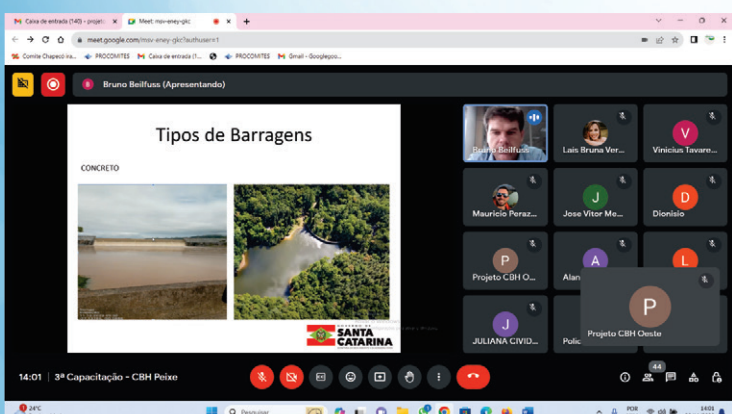 Caixa de entrada (140) - projeto
Meet: msv-eney-gkc
meet.google.com/msv-eney-gkc?authuser=1
Comite Chapecó ira...
PROCOMITES
Caixa de entrada (1...
PROCOMITES
Gmail - Googlegoo...
B
Bruno Beilfuss (Apresentando)
Tipos de Barragens
CONCRETO
GOVERNO DE
SANTA
CATARINA
Bruno Beilfuss
Lais Bruna Ver...
V
Vinicius Tavare...
Mauricio Peraz...
J
Jose Vitor Me...
D
Dionisio
P
Projeto CBH O...
A
Alan
L
J
JULIANA CIVID...
Polic
P
Projeto CBH Oeste
14:01 | 3ª Capacitação - CBH Peixe
44
24°C
Pesquisar
POR
14:01